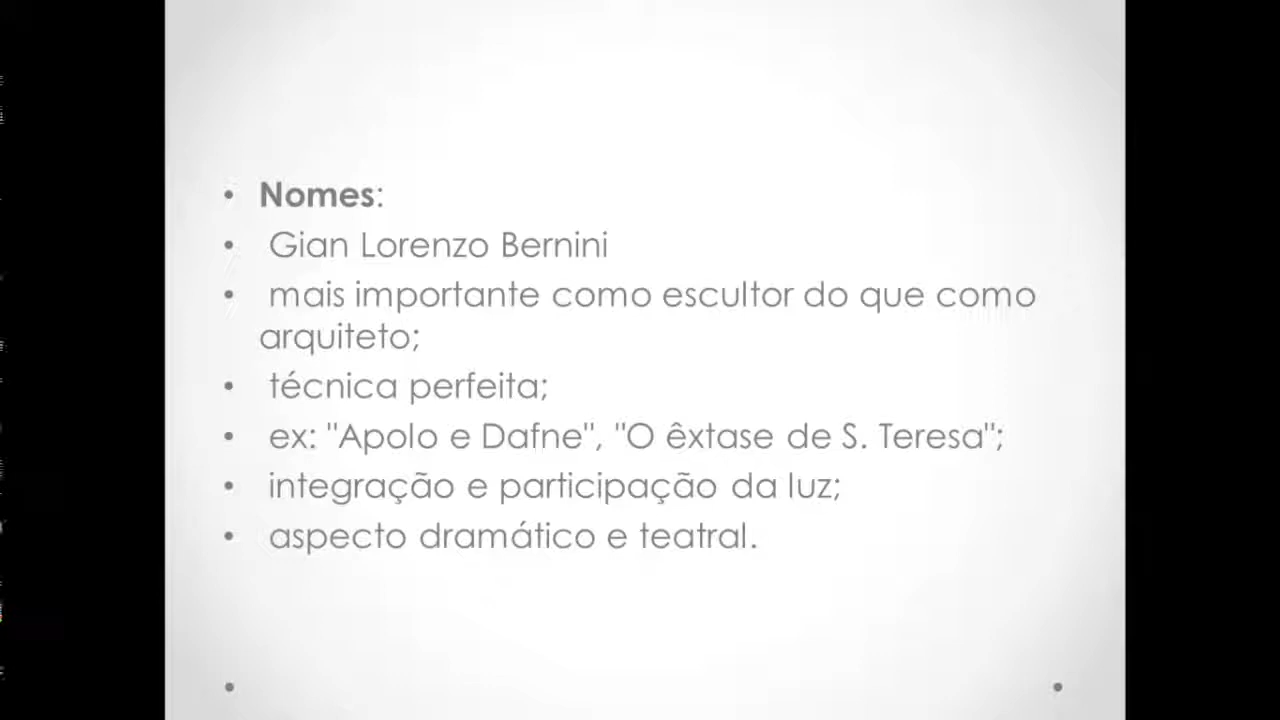 • Nomes:
• Gian Lorenzo Bernini
• mais importante como escultor do que como
arquiteto;
• técnica perfeita;
• ex: "Apolo e Dafne", "O êxtase de S. Teresa";
• integração e participação da luz;
• aspecto dramático e teatral.